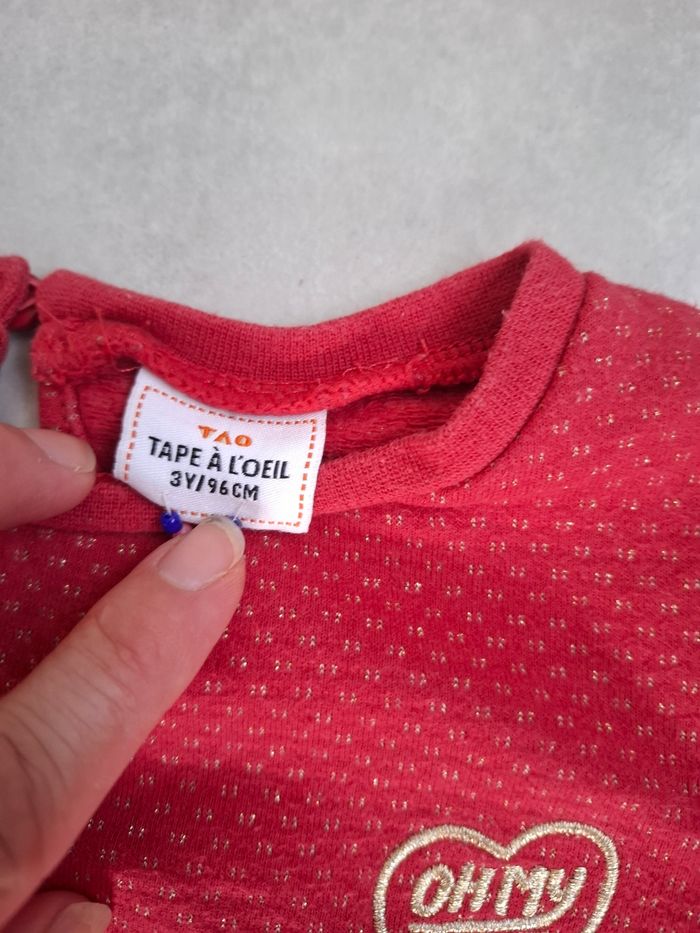 TAO
TAPE À L'OEIL
3Y/96CM
OH MY